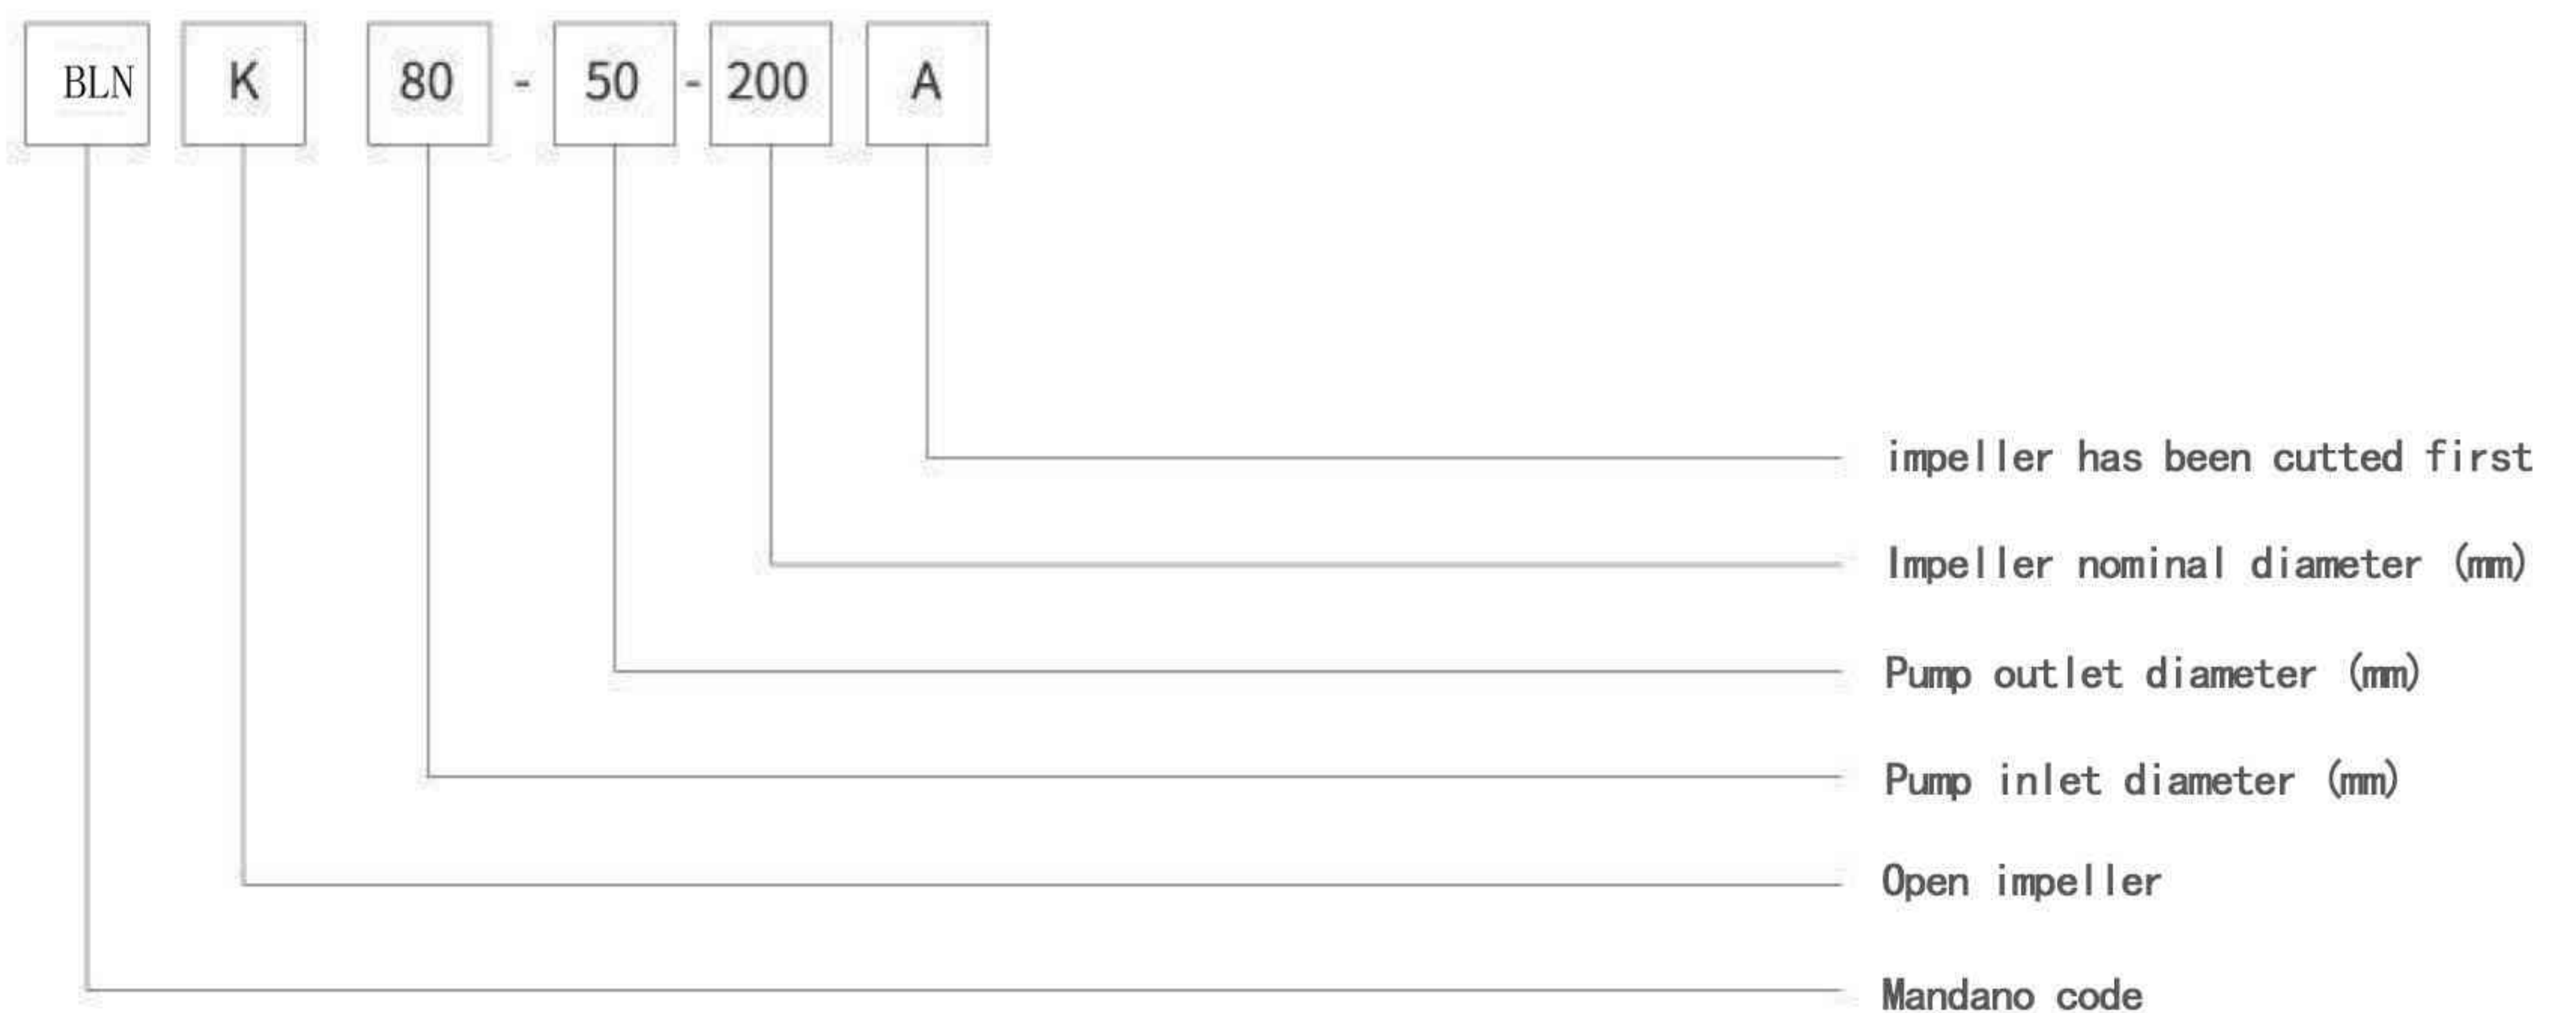 BLN K 80 - 50 - 200 A
impeller has been cutted first
Impeller nominal diameter (mm)
Pump outlet diameter (mm)
Pump inlet diameter (mm)
Open impeller
Mandano code